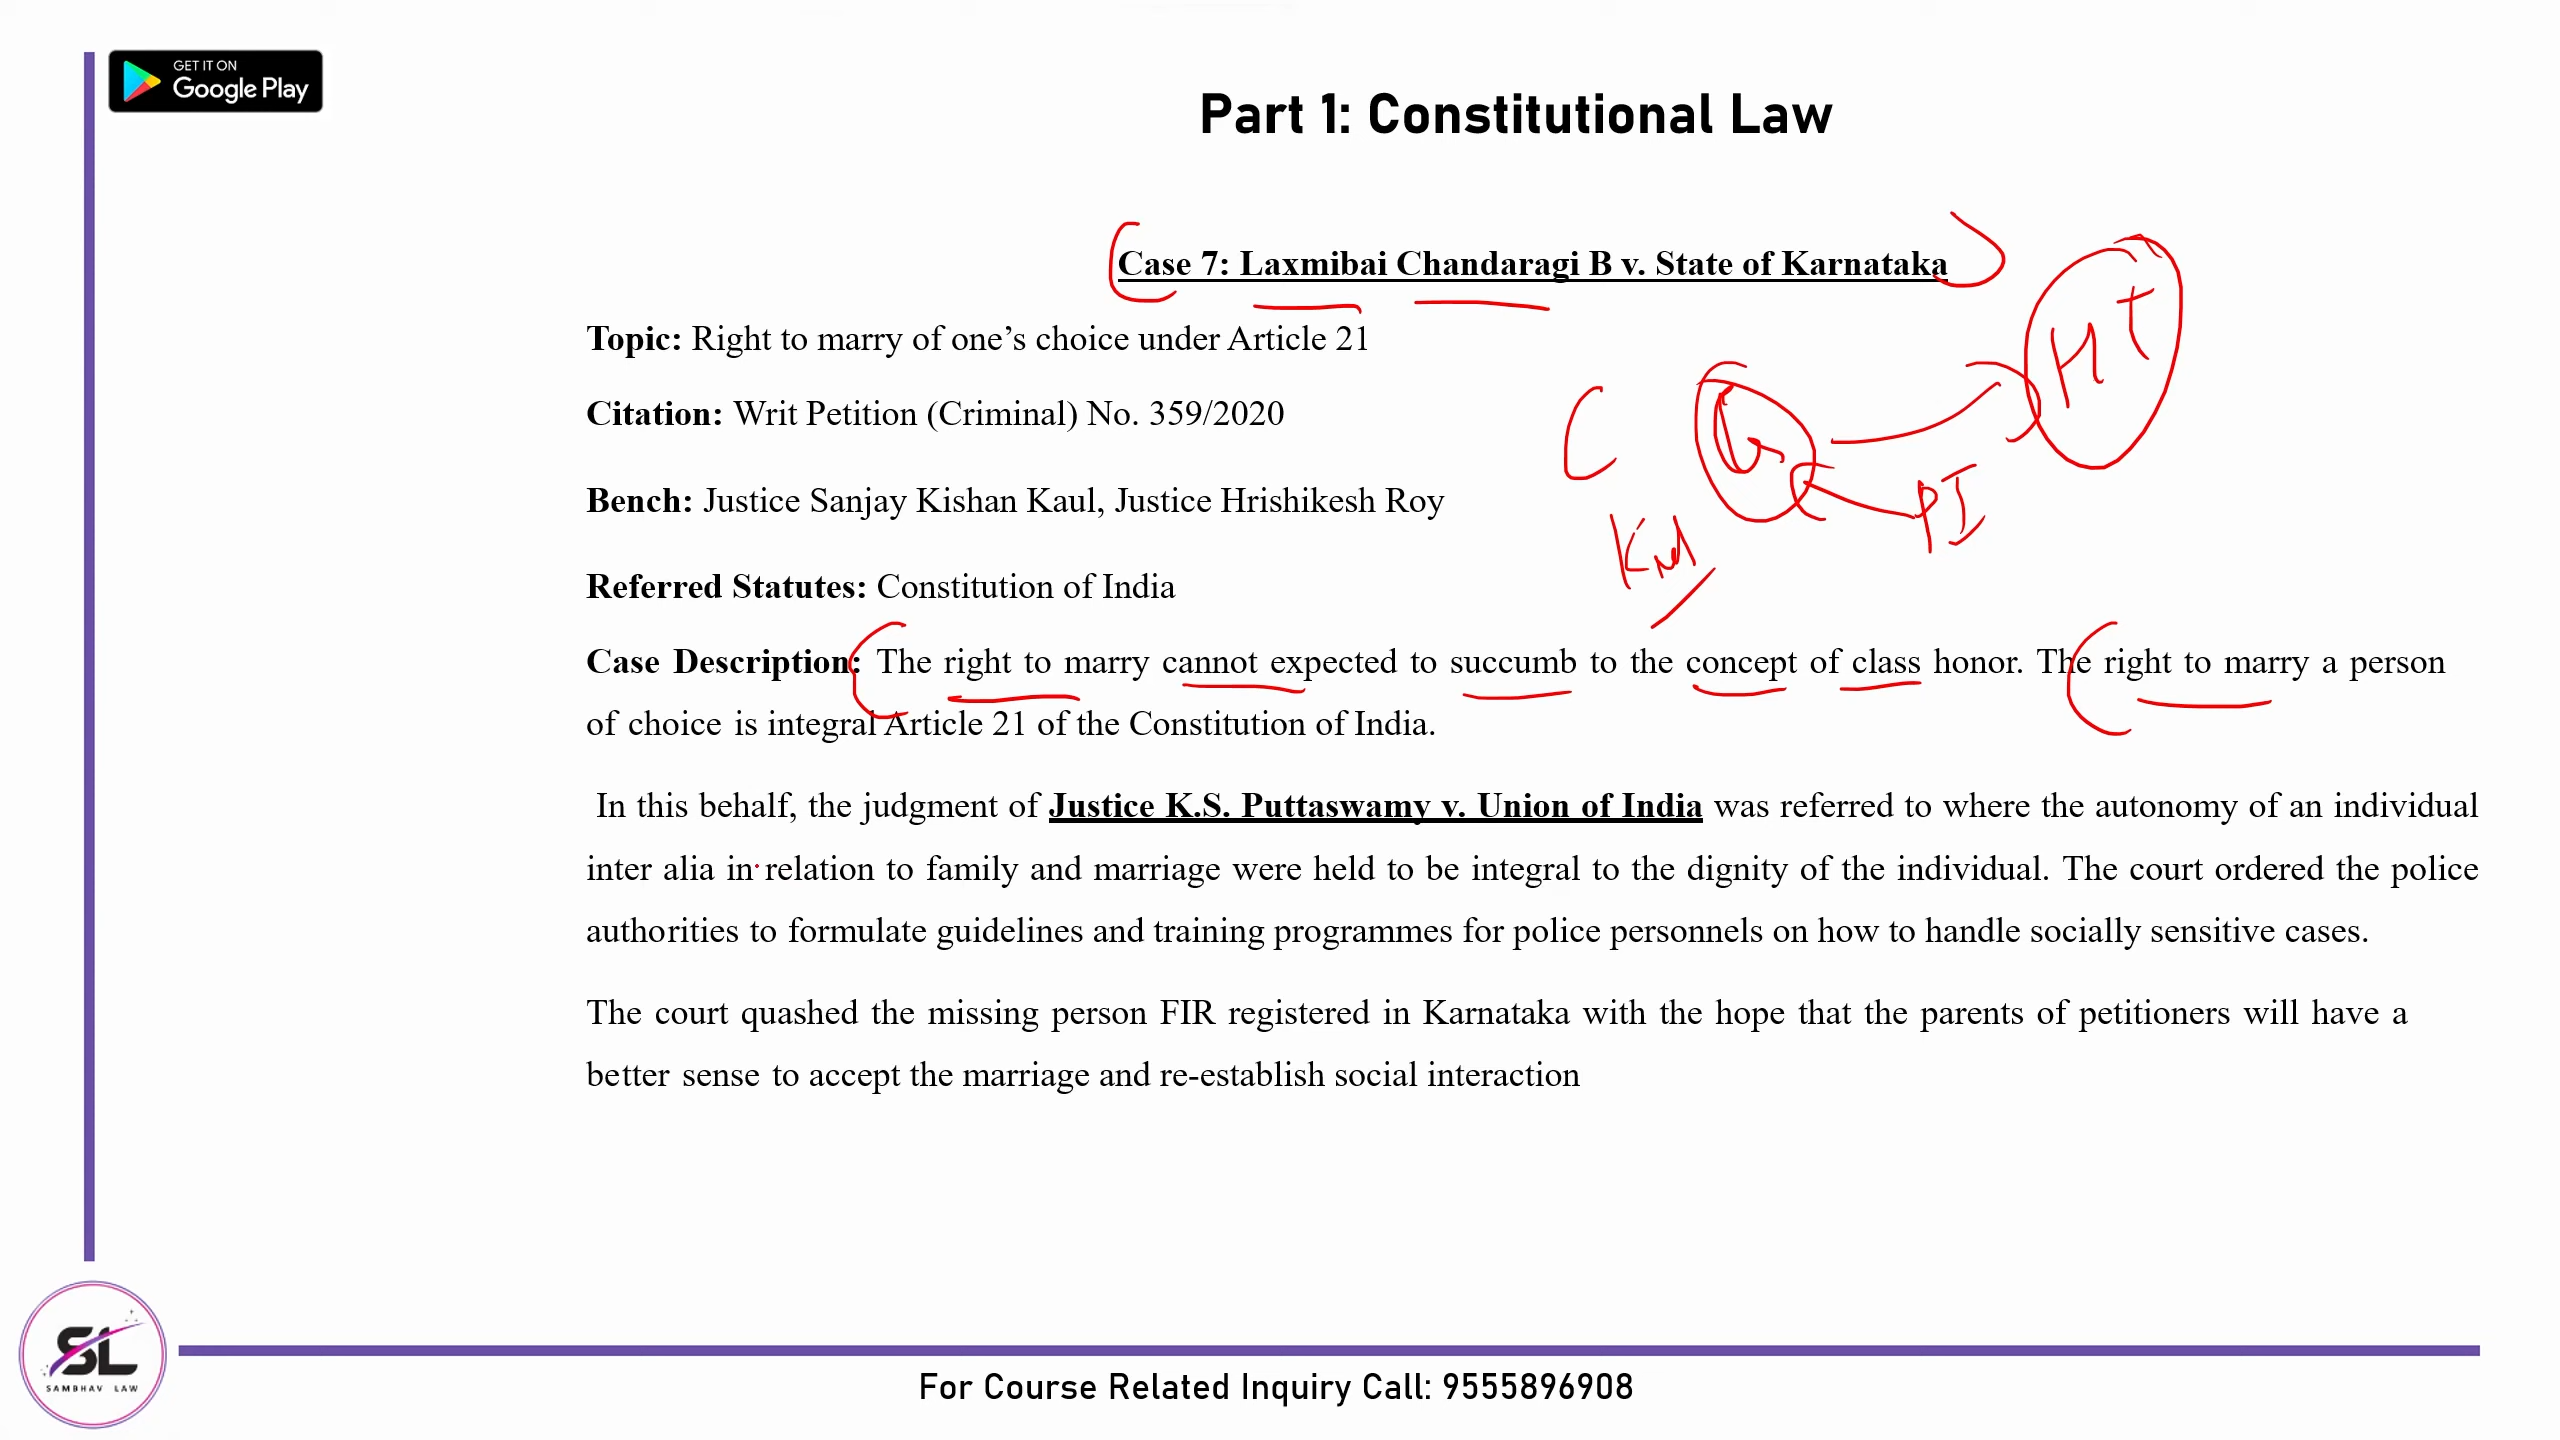 GET IT ON
Google Play
Part 1: Constitutional Law
Case 7: Laxmibai Chandaragi B v. State of Karnataka
Topic: Right to marry of one’s choice under Article 21
Citation: Writ Petition (Criminal) No. 359/2020
Bench: Justice Sanjay Kishan Kaul, Justice Hrishikesh Roy
Referred Statutes: Constitution of India
Case Description: The right to marry cannot expected to succumb to the concept of class honor. The right to marry a person
of choice is integral Article 21 of the Constitution of India.
In this behalf, the judgment of Justice K.S. Puttaswamy v. Union of India was referred to where the autonomy of an individual
inter alia in relation to family and marriage were held to be integral to the dignity of the individual. The court ordered the police
authorities to formulate guidelines and training programmes for police personnels on how to handle socially sensitive cases.
The court quashed the missing person FIR registered in Karnataka with the hope that the parents of petitioners will have a
better sense to accept the marriage and re-establish social interaction
SL
SAMBHAV LAW
For Course Related Inquiry Call: 9555896908